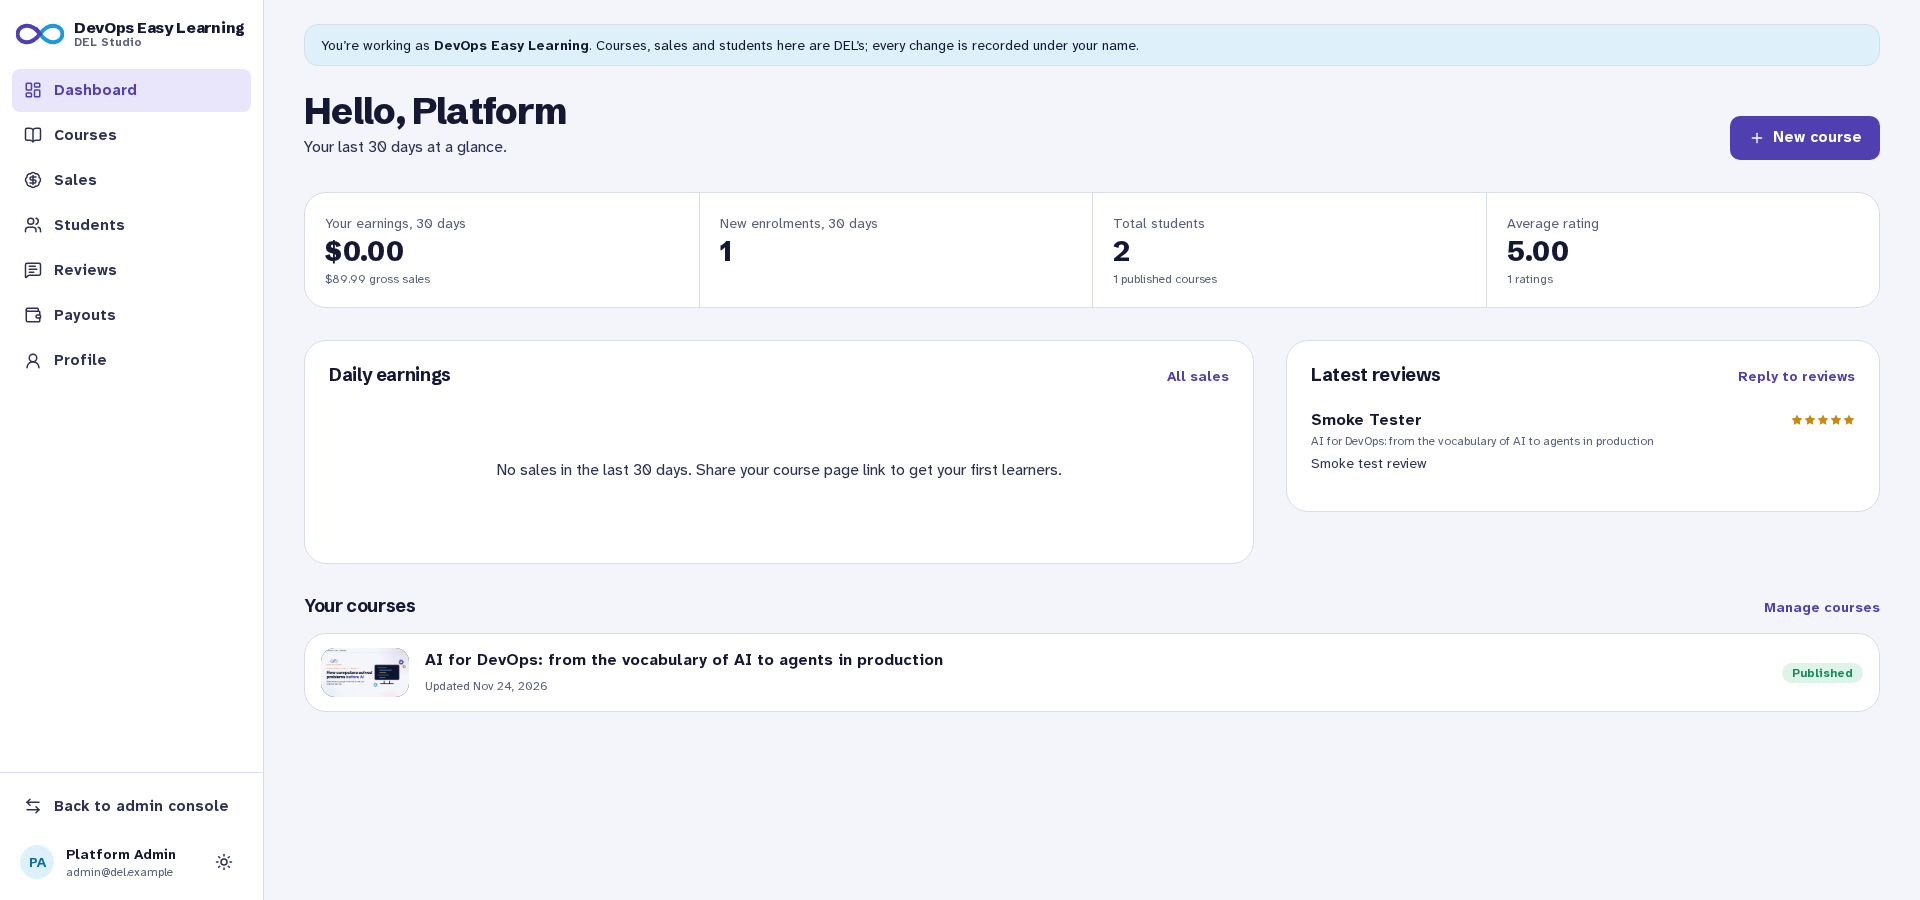 DevOps Easy Learning
DEL Studio
Dashboard
Courses
Sales
Students
Reviews
Payouts
Profile
Back to admin console
PA
Platform Admin
admin@del.example
You're working as DevOps Easy Learning. Courses, sales and students here are DEL's; every change is recorded under your name.
Hello, Platform
Your last 30 days at a glance.
New course
Your earnings, 30 days
$0.00
$89.99 gross sales
New enrolments, 30 days
1
Total students
2
1 published courses
Average rating
5.00
1 ratings
Daily earnings
All sales
No sales in the last 30 days. Share your course page link to get your first learners.
Latest reviews
Reply to reviews
Smoke Tester
AI for DevOps: from the vocabulary of AI to agents in production
Smoke test review
Your courses
Manage courses
AI for DevOps: from the vocabulary of AI to agents in production
Updated Nov 24, 2026
Published